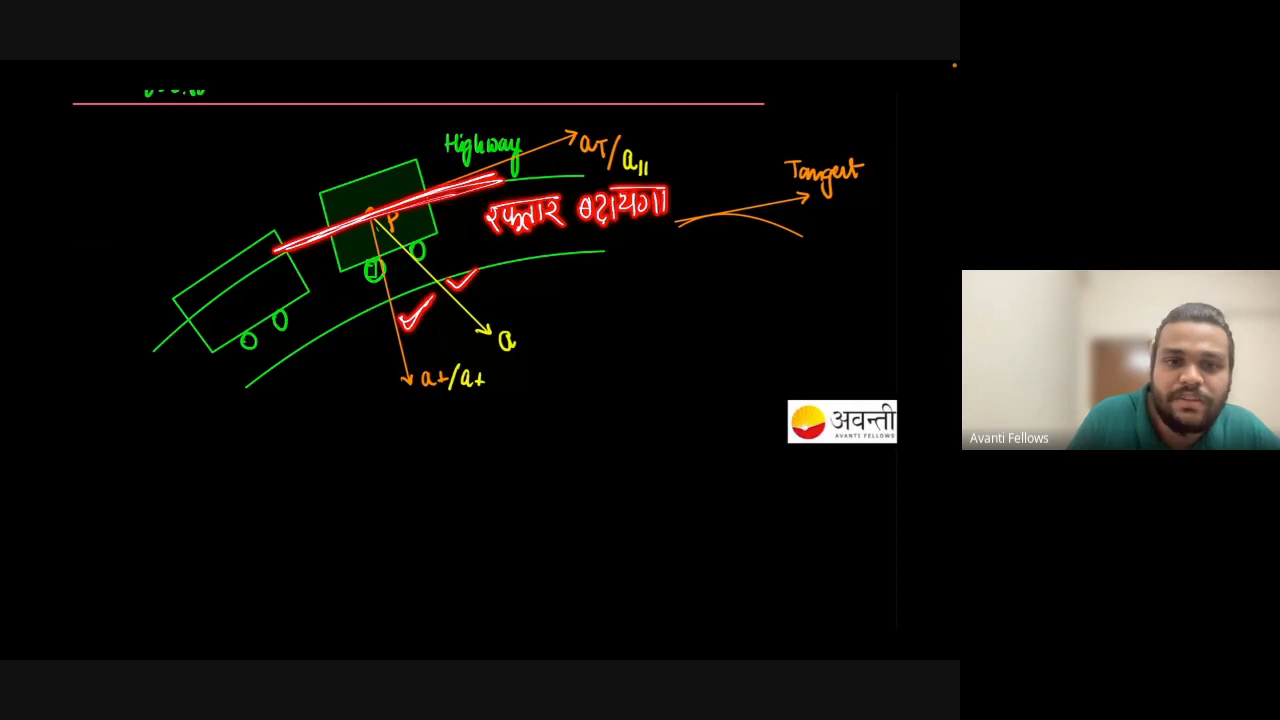 Highway
aT/a||
Tangent
रफ्तार बढ़ायगा
P
a
a⊥/a⊥
अवन्ती
AVANTI FELLOWS
Avanti Fellows